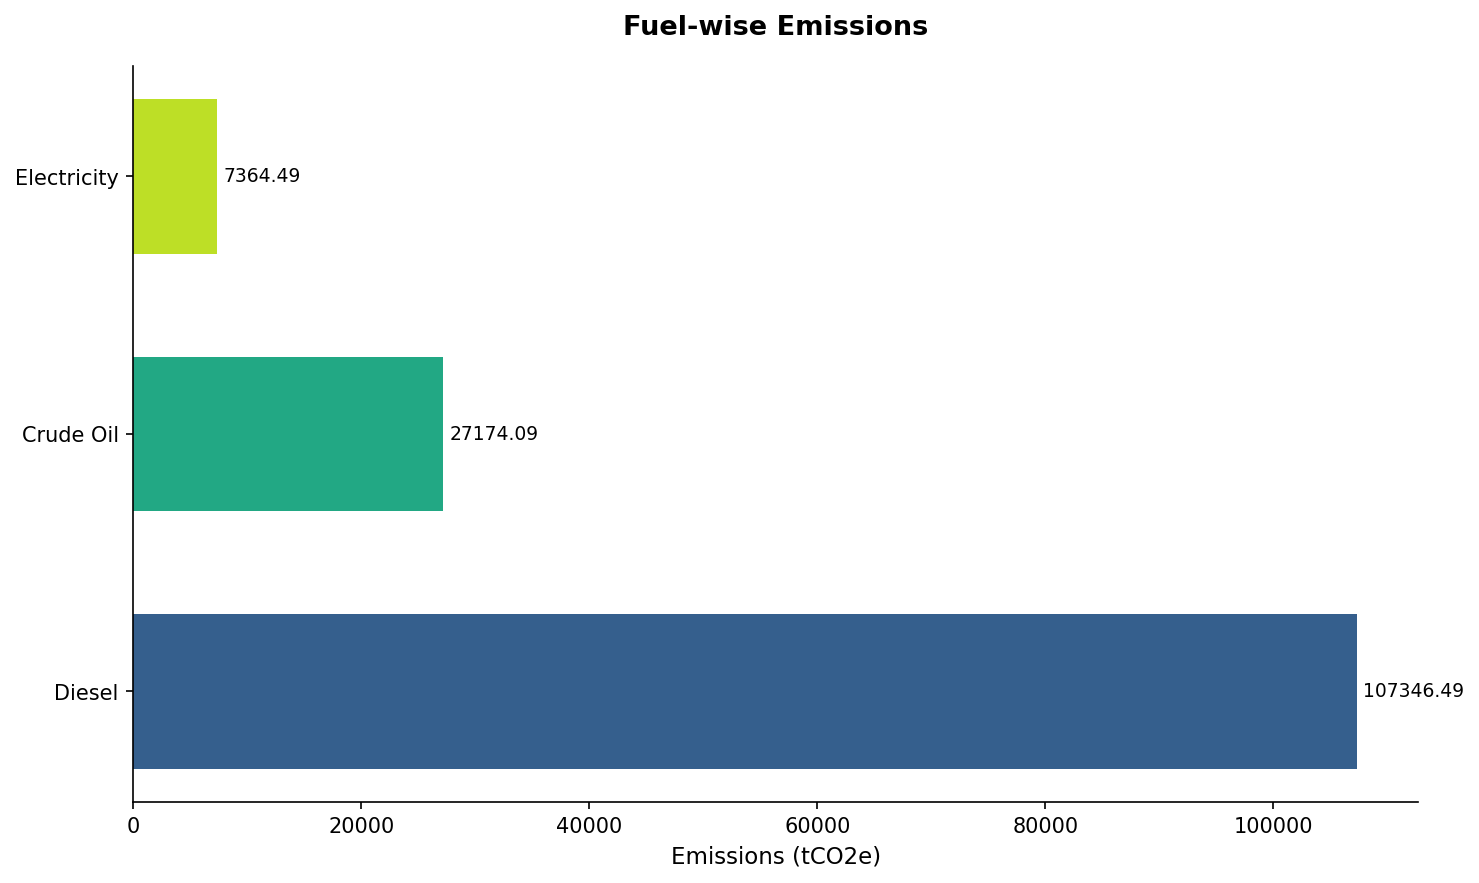 Fuel-wise Emissions
Electricity
7364.49
Crude Oil
27174.09
Diesel
107346.49
0 20000 40000 60000 80000 100000
Emissions (tCO2e)